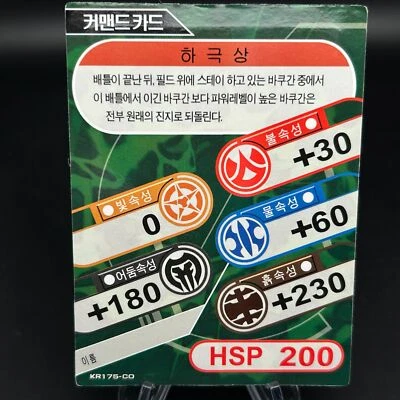 커맨드 카드
하 극 상
배틀이 끝난 뒤, 필드 위에 스테이 하고 있는 바쿠간 중에서
이 배틀에서 이긴 바쿠간 보다 파워레벨이 높은 바쿠간은
전부 원래의 진지로 되돌린다.
불속성
+30
빛속성
0
물속성
+60
어둠속성
+180
흙속성
+230
이름
HSP 200
KR175-CO